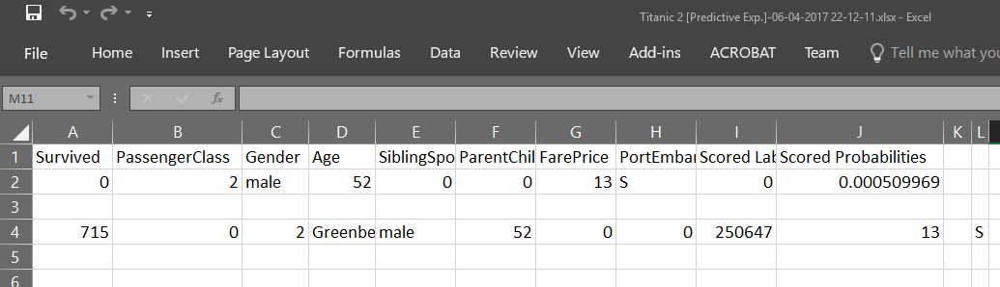 Titanic 2 [Predictive Exp.]-06-04-2017 22-12-11.xlsx - Excel
File Home Insert Page Layout Formulas Data Review View Add-ins ACROBAT Team Tell me what you
M11 fx
A B C D E F G H I J K L
1 Survived PassengerClass Gender Age SiblingSpo ParentChil FarePrice PortEmbar Scored Lab Scored Probabilities
2 0 2 male 52 0 0 13 S 0 0.000509969
3
4 715 0 2 Greenbe male 52 0 0 250647 13 S
5
6